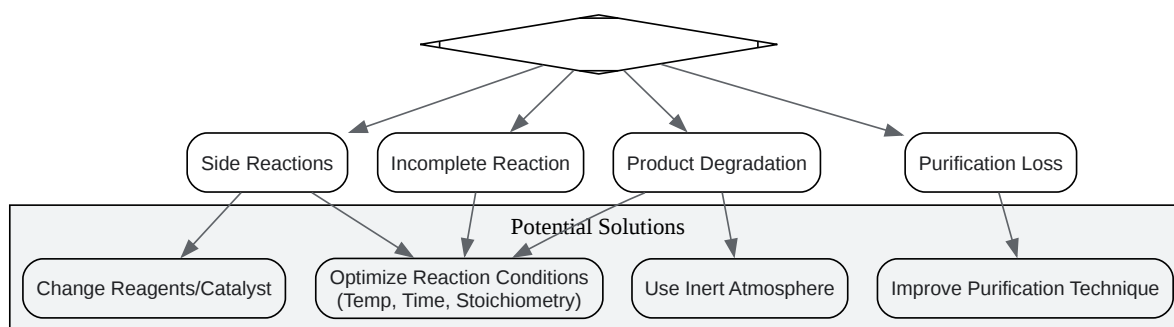 Side Reactions
Incomplete Reaction
Product Degradation
Purification Loss
Potential Solutions
Change Reagents/Catalyst
Optimize Reaction Conditions
(Temp, Time, Stoichiometry)
Use Inert Atmosphere
Improve Purification Technique